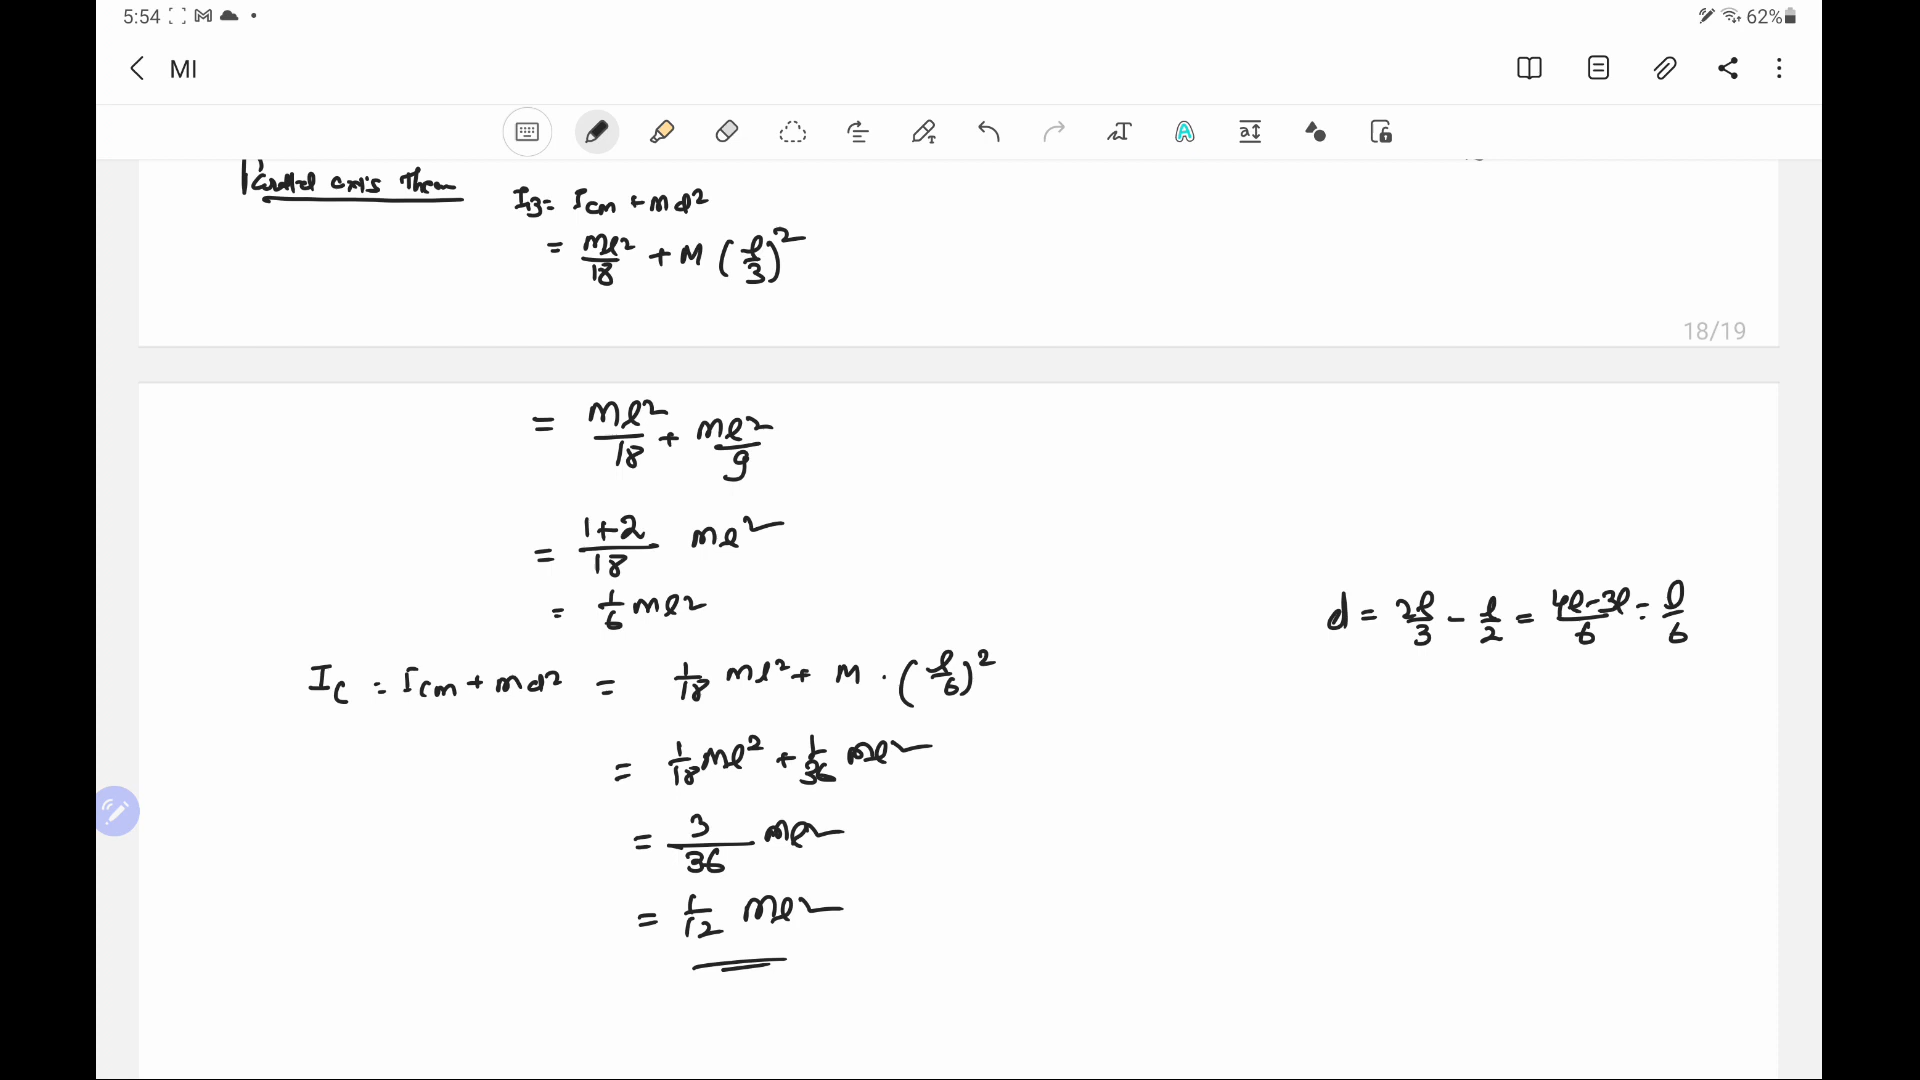 5:54
62%
MI
Parallel axis Them
I3 = Icm + Md²
= Ml²/18 + M (l/3)²
18/19
= Ml²/18 + Ml²/9
= (1+2)/18 Ml²
= 1/6 Ml²
d = 2l/3 - l/2 = (4l-3l)/6 = l/6
Ic = Icm + Md² = 1/18 Ml² + M . (l/6)²
= 1/18 Ml² + 1/36 Ml²
= 3/36 Ml²
= 1/12 Ml²